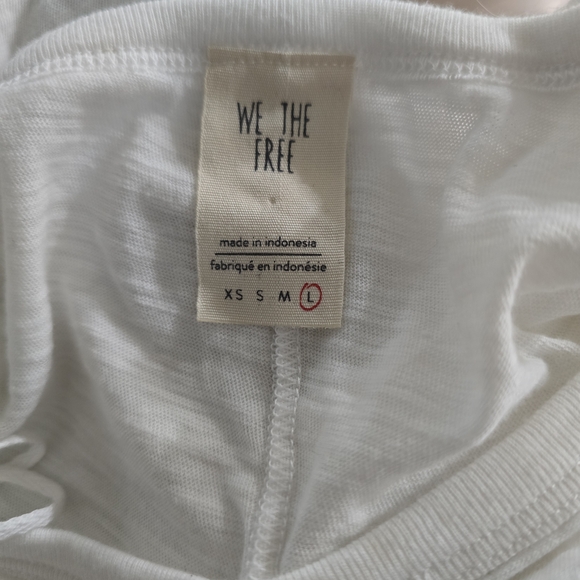 WE THE
FREE
made in indonesia
fabriqué en indonésie
XS S M L